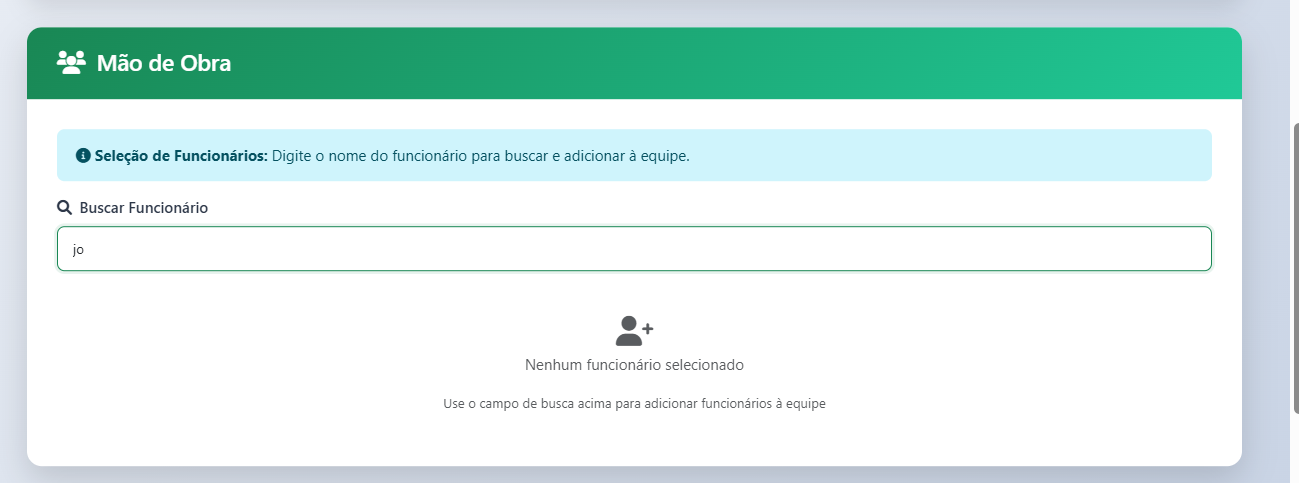 Mão de Obra
Seleção de Funcionários: Digite o nome do funcionário para buscar e adicionar à equipe.
Buscar Funcionário
jo
Nenhum funcionário selecionado
Use o campo de busca acima para adicionar funcionários à equipe